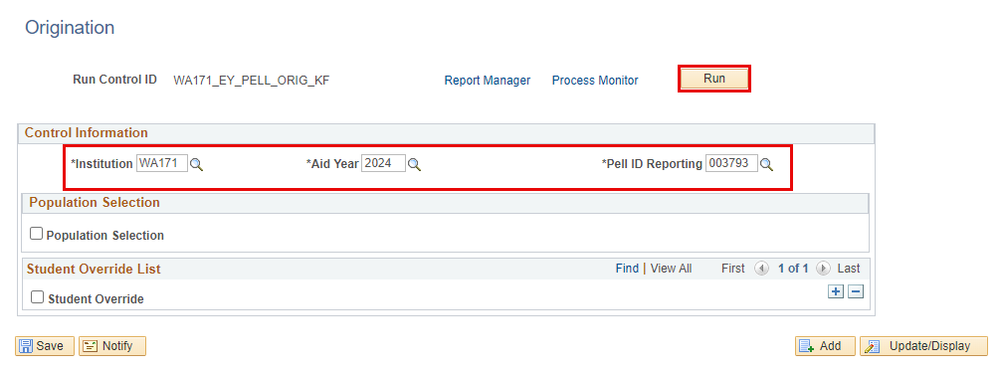 Origination
Run Control ID WA171_EY_PELL_ORIG_KF Report Manager Process Monitor Run
Control Information
*Institution WA171 *Aid Year 2024 *Pell ID Reporting 003793
Population Selection
Population Selection
Student Override List Find | View All First 1 of 1 Last
Student Override
Save Notify Add Update/Display